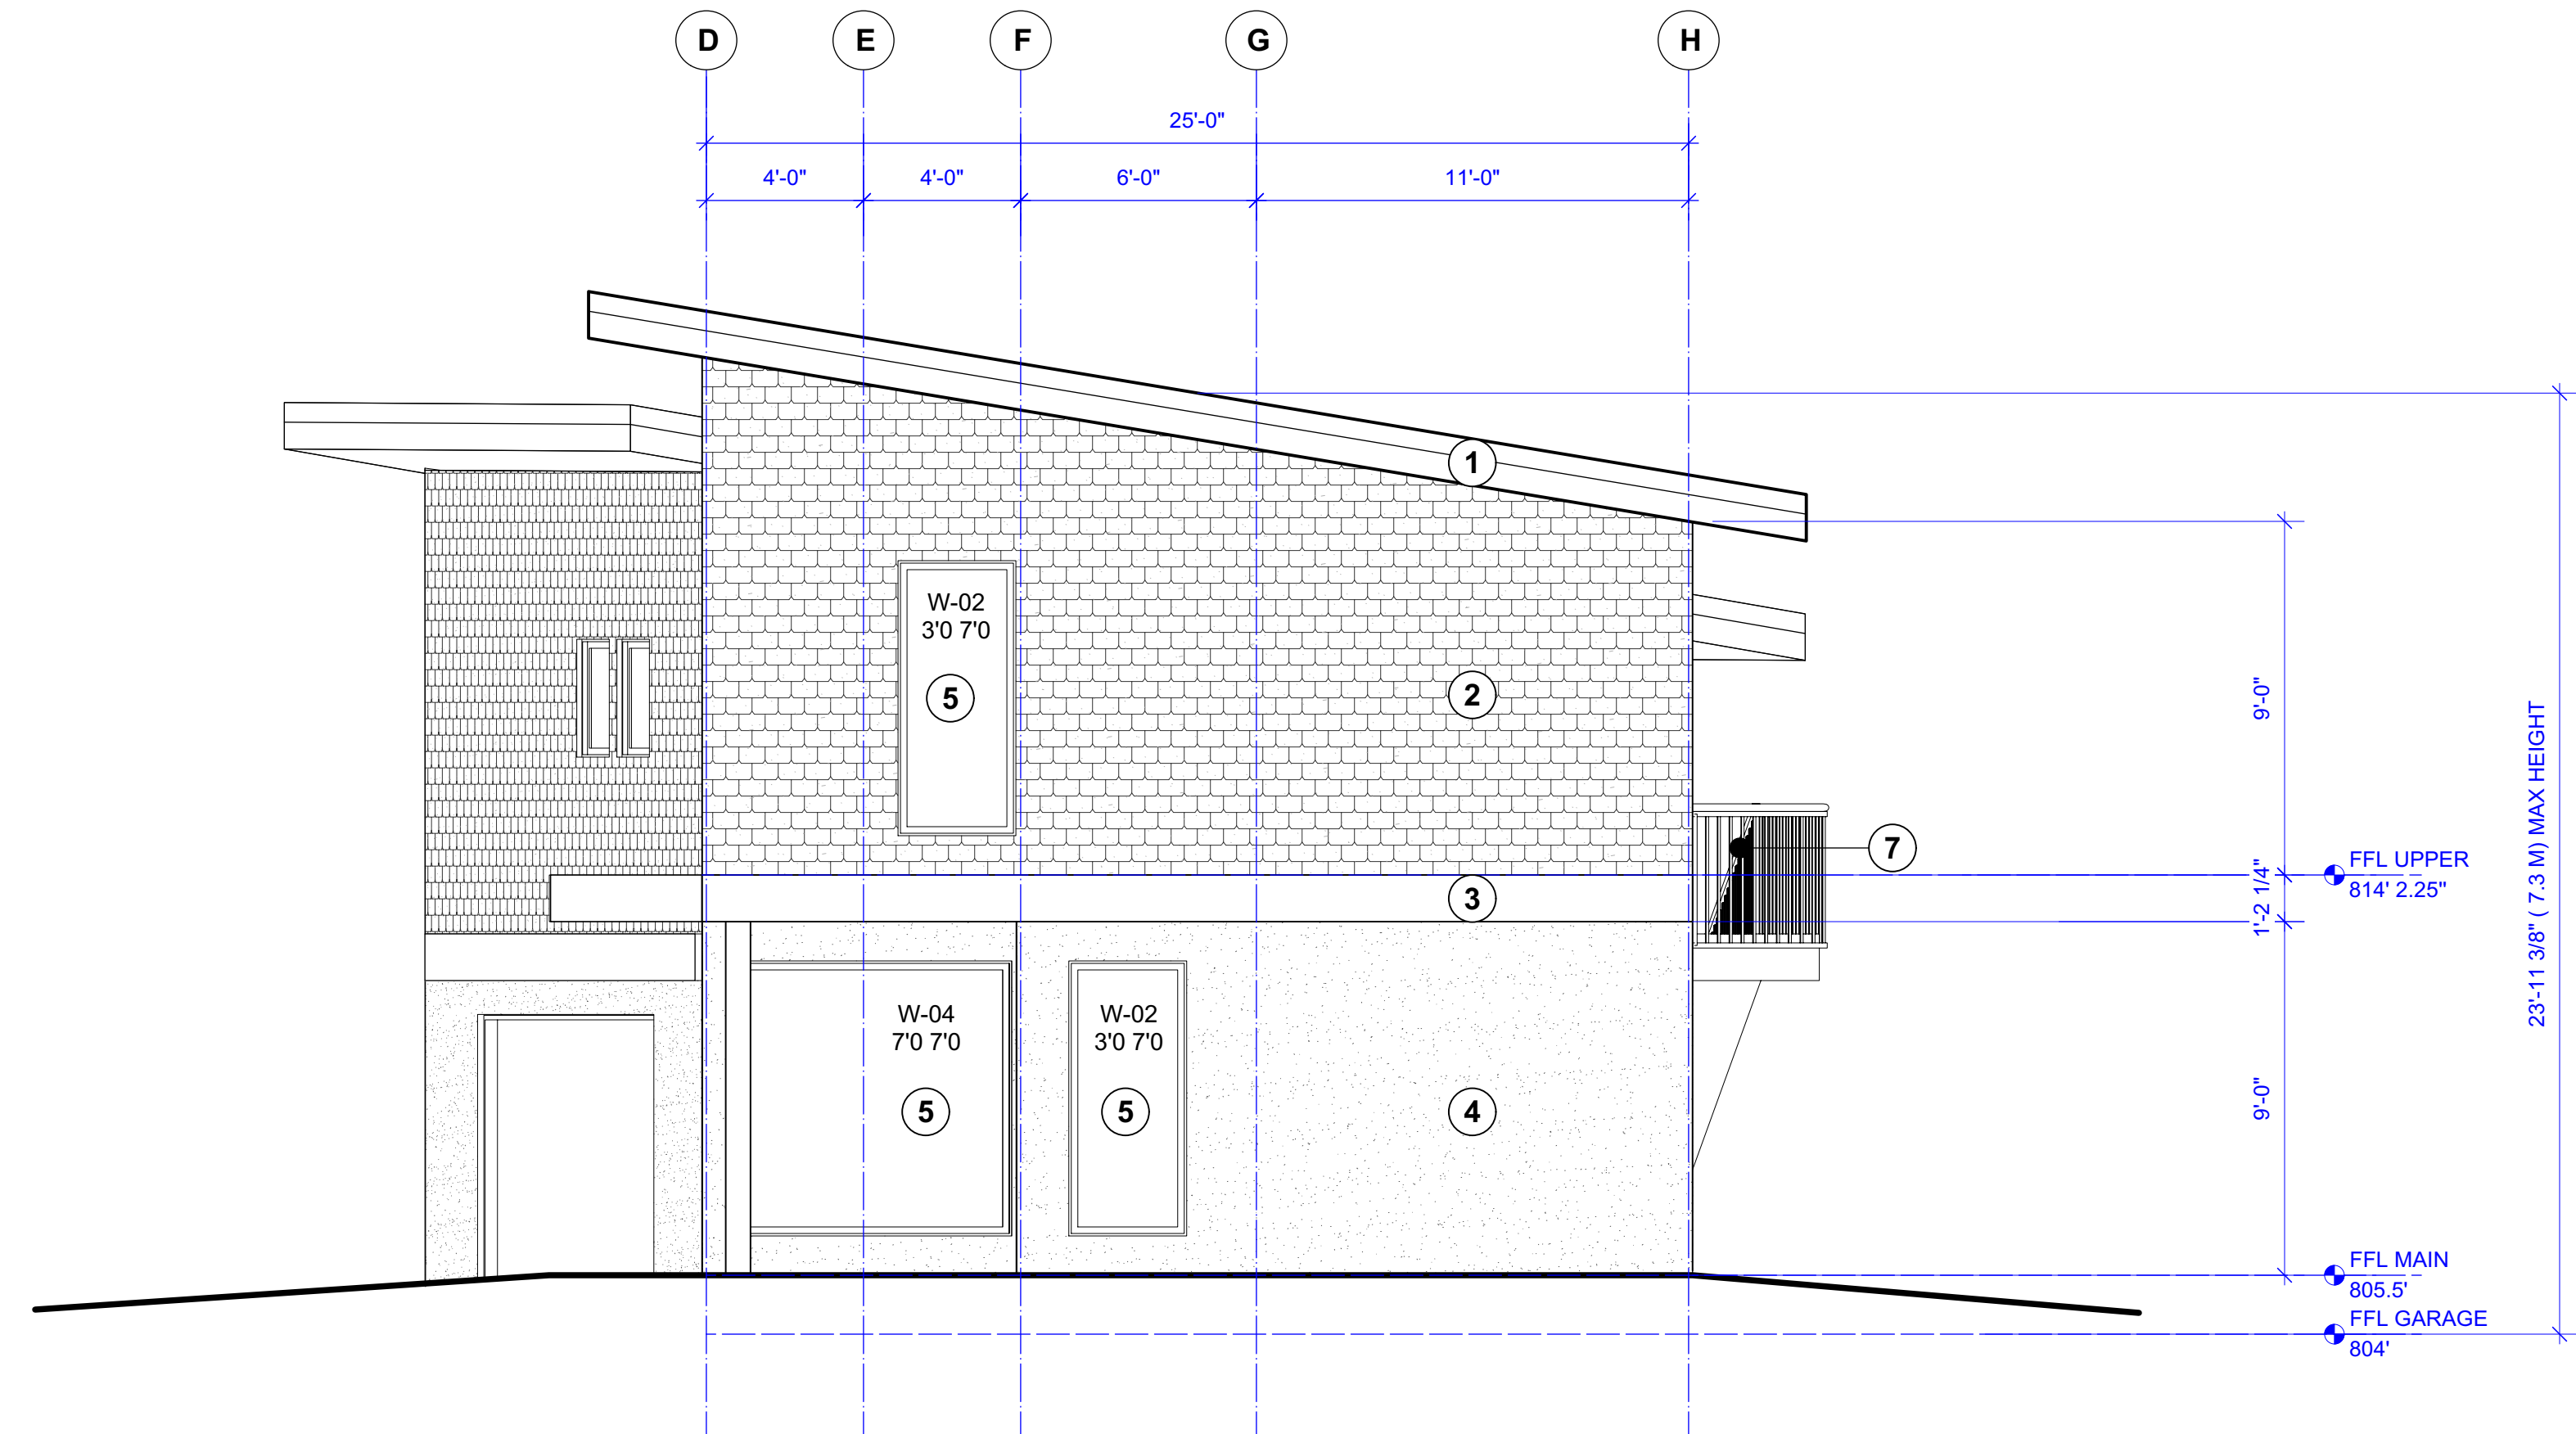 D E F G H
25'-0"
4'-0" 4'-0" 6'-0" 11'-0"
1
W-02
3'0 7'0
5
2
9'-0"
23'-11 3/8" ( 7.3 M) MAX HEIGHT
7
FFL UPPER
814' 2.25"
3
1'-2 1/4"
W-04
7'0 7'0
5
W-02
3'0 7'0
5
4
9'-0"
FFL MAIN
805.5'
FFL GARAGE
804'